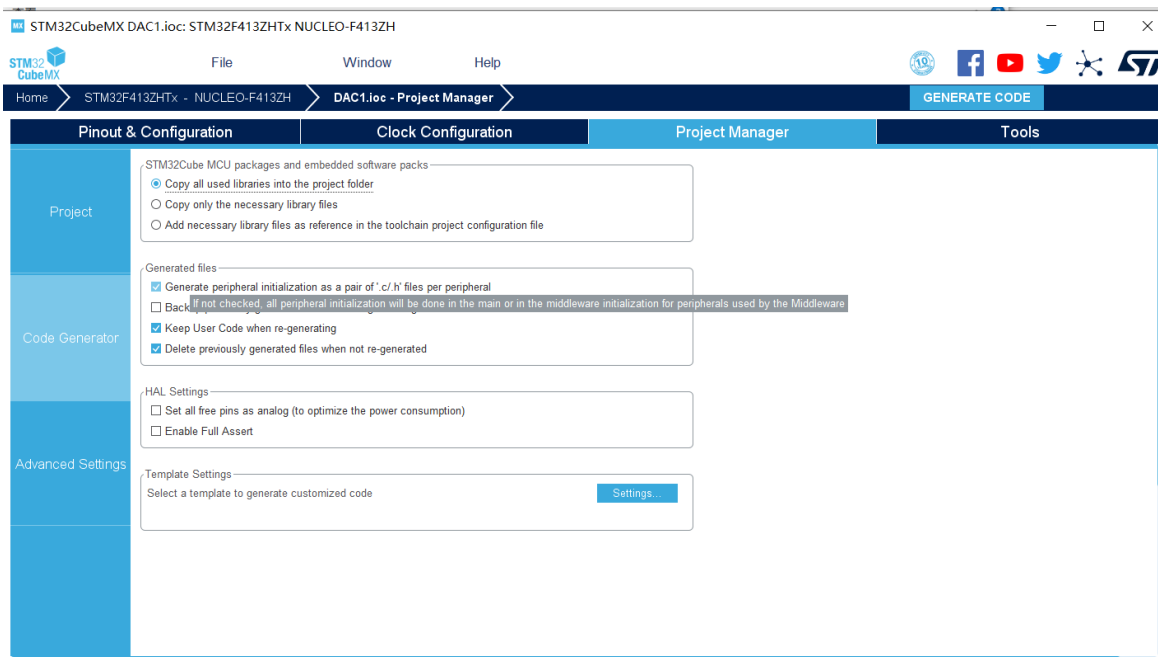 MX STM32CubeMX DAC1.ioc: STM32F413ZHTx NUCLEO-F413ZH
STM32
CubeMX
File Window Help
10
Home STM32F413ZHTx - NUCLEO-F413ZH DAC1.ioc - Project Manager GENERATE CODE
Pinout & Configuration Clock Configuration Project Manager Tools
Project
Code Generator
Advanced Settings
STM32Cube MCU packages and embedded software packs
Copy all used libraries into the project folder
Copy only the necessary library files
Add necessary library files as reference in the toolchain project configuration file
Generated files
Generate peripheral initialization as a pair of '.c/.h' files per peripheral
If not checked, all peripheral initialization will be done in the main or in the middleware initialization for peripherals used by the Middleware
Keep User Code when re-generating
Delete previously generated files when not re-generated
HAL Settings
Set all free pins as analog (to optimize the power consumption)
Enable Full Assert
Template Settings
Select a template to generate customized code
Settings...